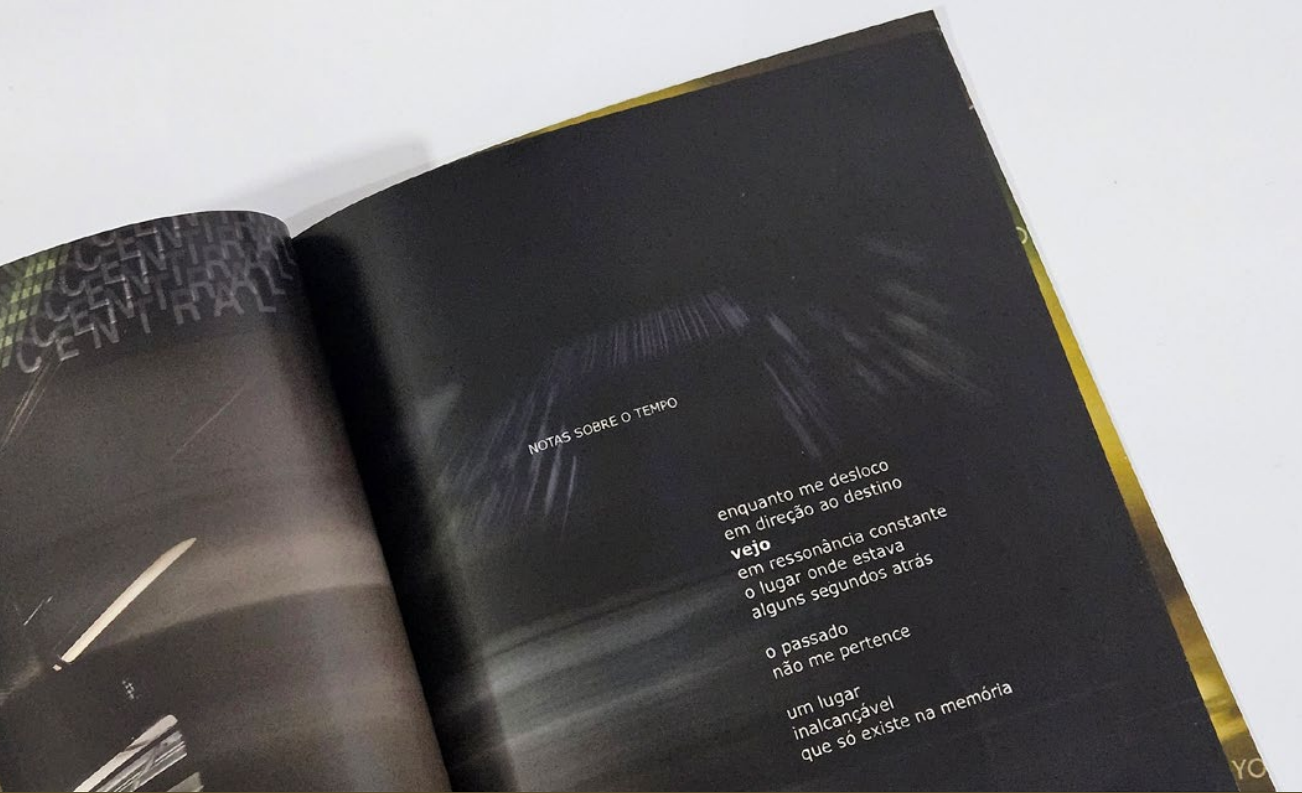 CENTRAL
CENTRAL
CENTRAL
CENTRAL
NOTAS SOBRE O TEMPO
enquanto me desloco
em direção ao destino
vejo
em ressonância constante
o lugar onde estava
alguns segundos atrás
o passado
não me pertence
um lugar
inalcançável
que só existe na memória